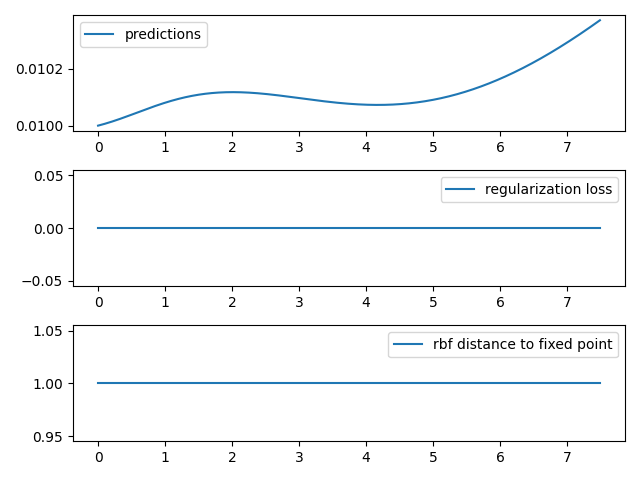 predictions
0.0102
0.0100
0 1 2 3 4 5 6 7
0.05
regularization loss
0.00
−0.05
0 1 2 3 4 5 6 7
1.05
rbf distance to fixed point
1.00
0.95
0 1 2 3 4 5 6 7